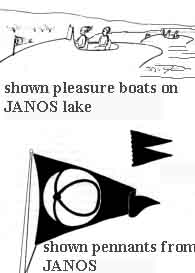 shown pleasure boats on
JANOS lake
shown pennants from
JANOS